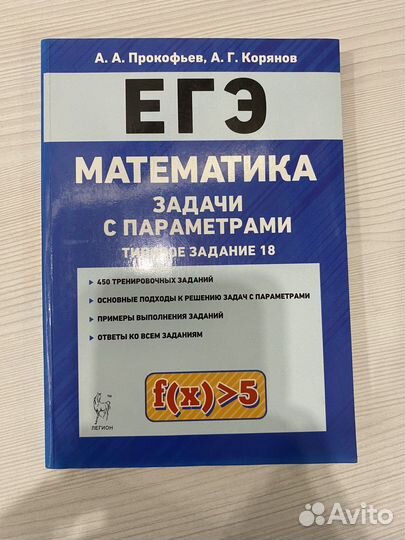 А. А. Прокофьев, А. Г. Корянов
ЕГЭ
МАТЕМАТИКА
ЗАДАЧИ
С ПАРАМЕТРАМИ
ТИПОВОЕ ЗАДАНИЕ 18
450 ТРЕНИРОВОЧНЫХ ЗАДАНИЙ
ОСНОВНЫЕ ПОДХОДЫ К РЕШЕНИЮ ЗАДАЧ С ПАРАМЕТРАМИ
ПРИМЕРЫ ВЫПОЛНЕНИЯ ЗАДАНИЙ
ОТВЕТЫ КО ВСЕМ ЗАДАНИЯМ
f(x)>5
ЛЕГИОН
Avito